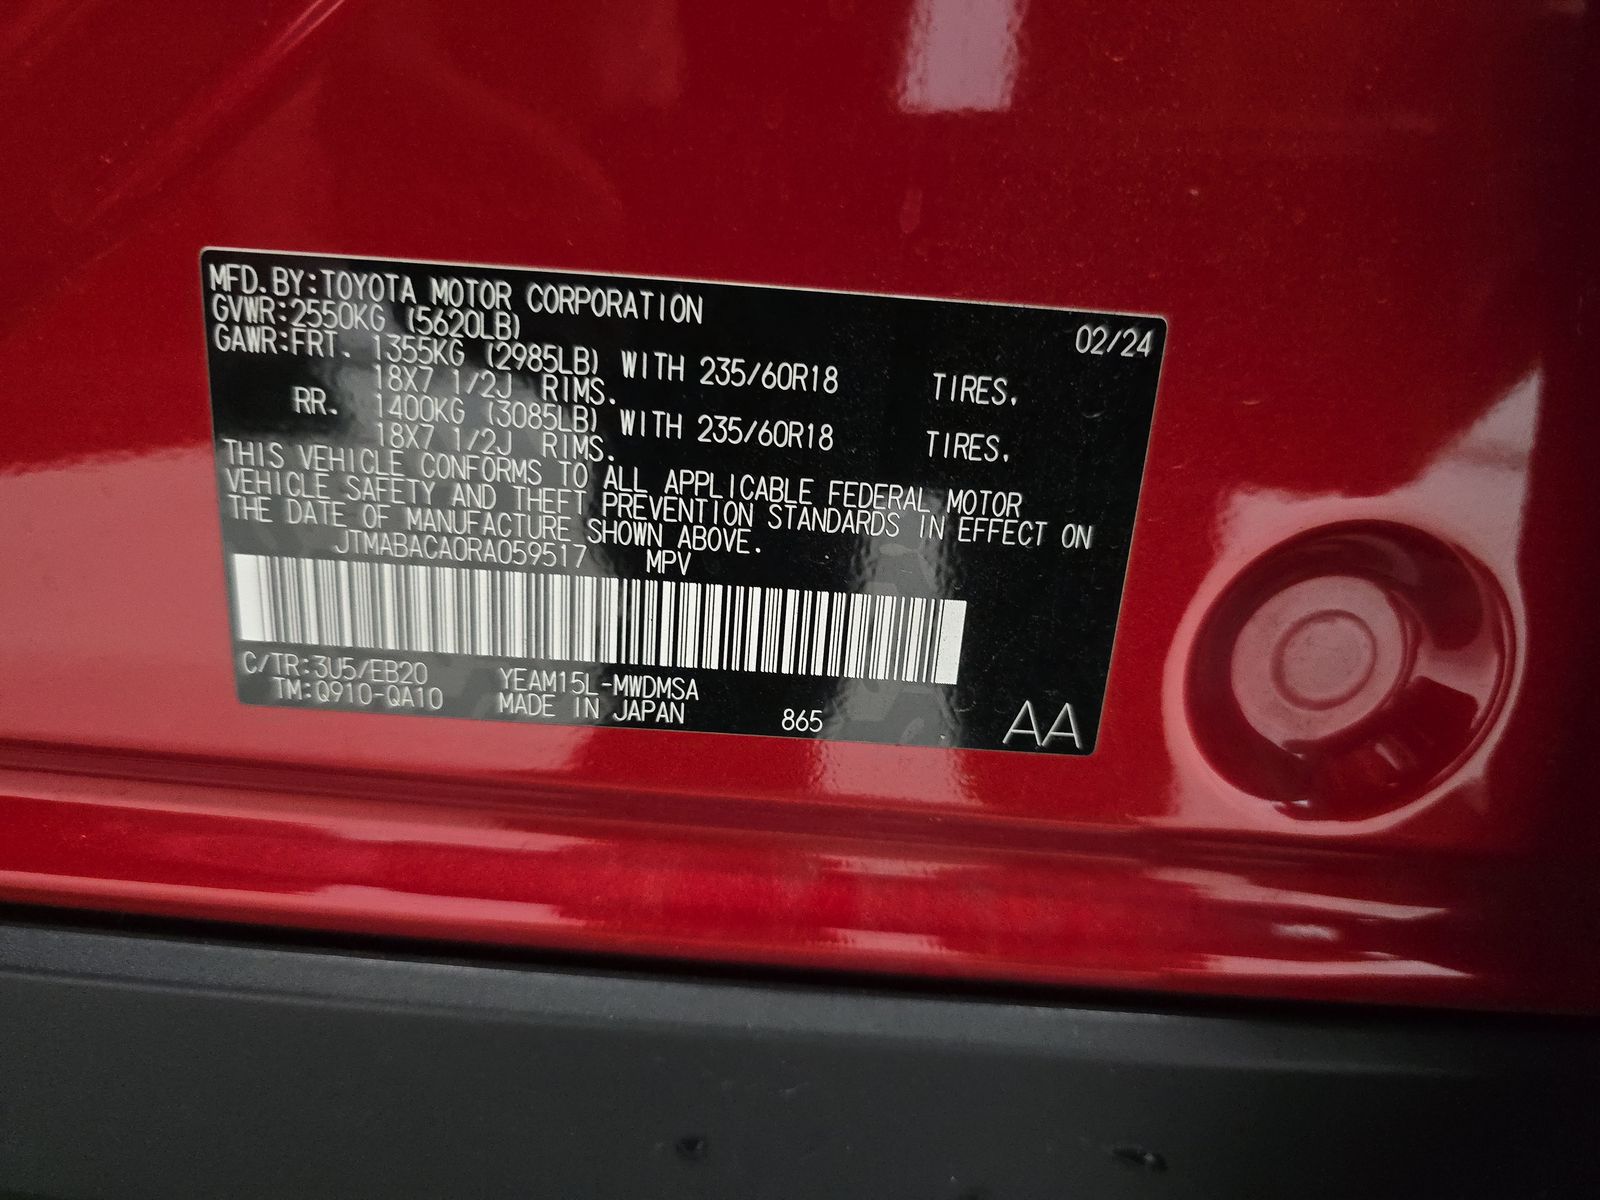 MFD.BY:TOYOTA MOTOR CORPORATION 02/24
GVWR:2550KG (5620LB)
GAWR:FRT. 1355KG (2985LB) WITH 235/60R18 TIRES,
18X7 1/2J RIMS.
RR. 1400KG (3085LB) WITH 235/60R18 TIRES,
18X7 1/2J RIMS.
THIS VEHICLE CONFORMS TO ALL APPLICABLE FEDERAL MOTOR
VEHICLE SAFETY AND THEFT PREVENTION STANDARDS IN EFFECT ON
THE DATE OF MANUFACTURE SHOWN ABOVE.
JTMABACA0RA059517 MPV
C/TR:3U5/EB20 YEAM15L-MWDMSA
TM:Q910-QA10 MADE IN JAPAN 865 AA